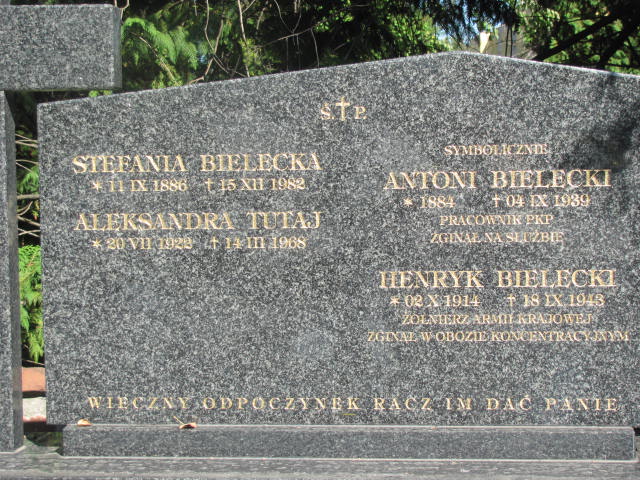 Ś†P
STEFANIA BIELECKA
* 11 IX 1886 † 15 XII 1982
ALEKSANDRA TUTAJ
* 20 VII 1922 † 14 III 1968
SYMBOLICZNIE
ANTONI BIELECKI
* 1884 † 04 IX 1939
PRACOWNIK PKP
ZGINĄŁ NA SŁUŻBIE
HENRYK BIELECKI
* 02 X 1914 † 18 IX 1943
ŻOŁNIERZ ARMII KRAJOWEJ
ZGINĄŁ W OBOZIE KONCENTRACYJNYM
WIECZNY ODPOCZYNEK RACZ IM DAĆ PANIE